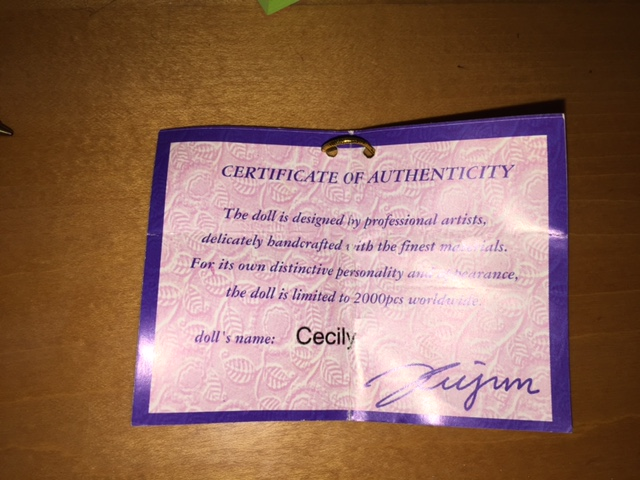 CERTIFICATE OF AUTHENTICITY
The doll is designed by professional artists,
delicately handcrafted with the finest materials.
For its own distinctive personality and appearance,
the doll is limited to 2000pcs worldwide.
doll's name: Cecily